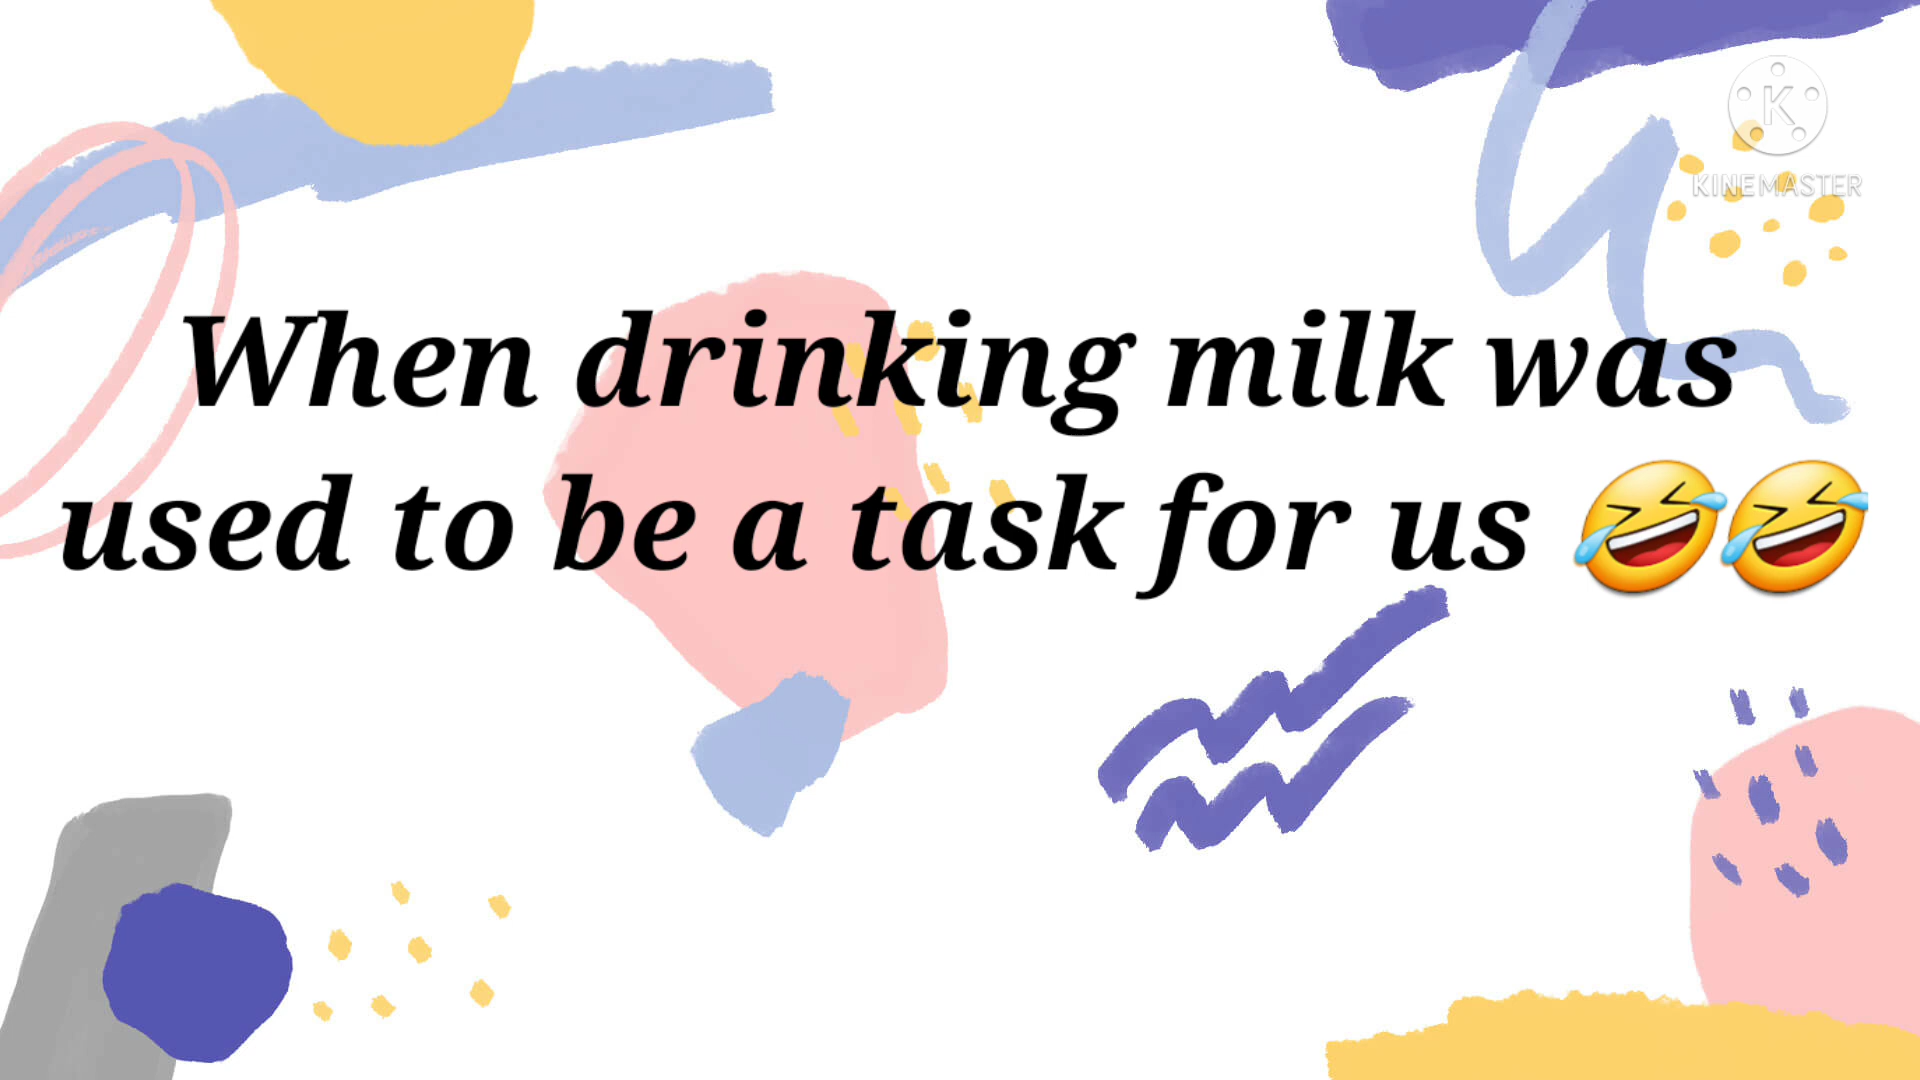 K
KINEMASTER
When drinking milk was
used to be a task for us 🤣🤣